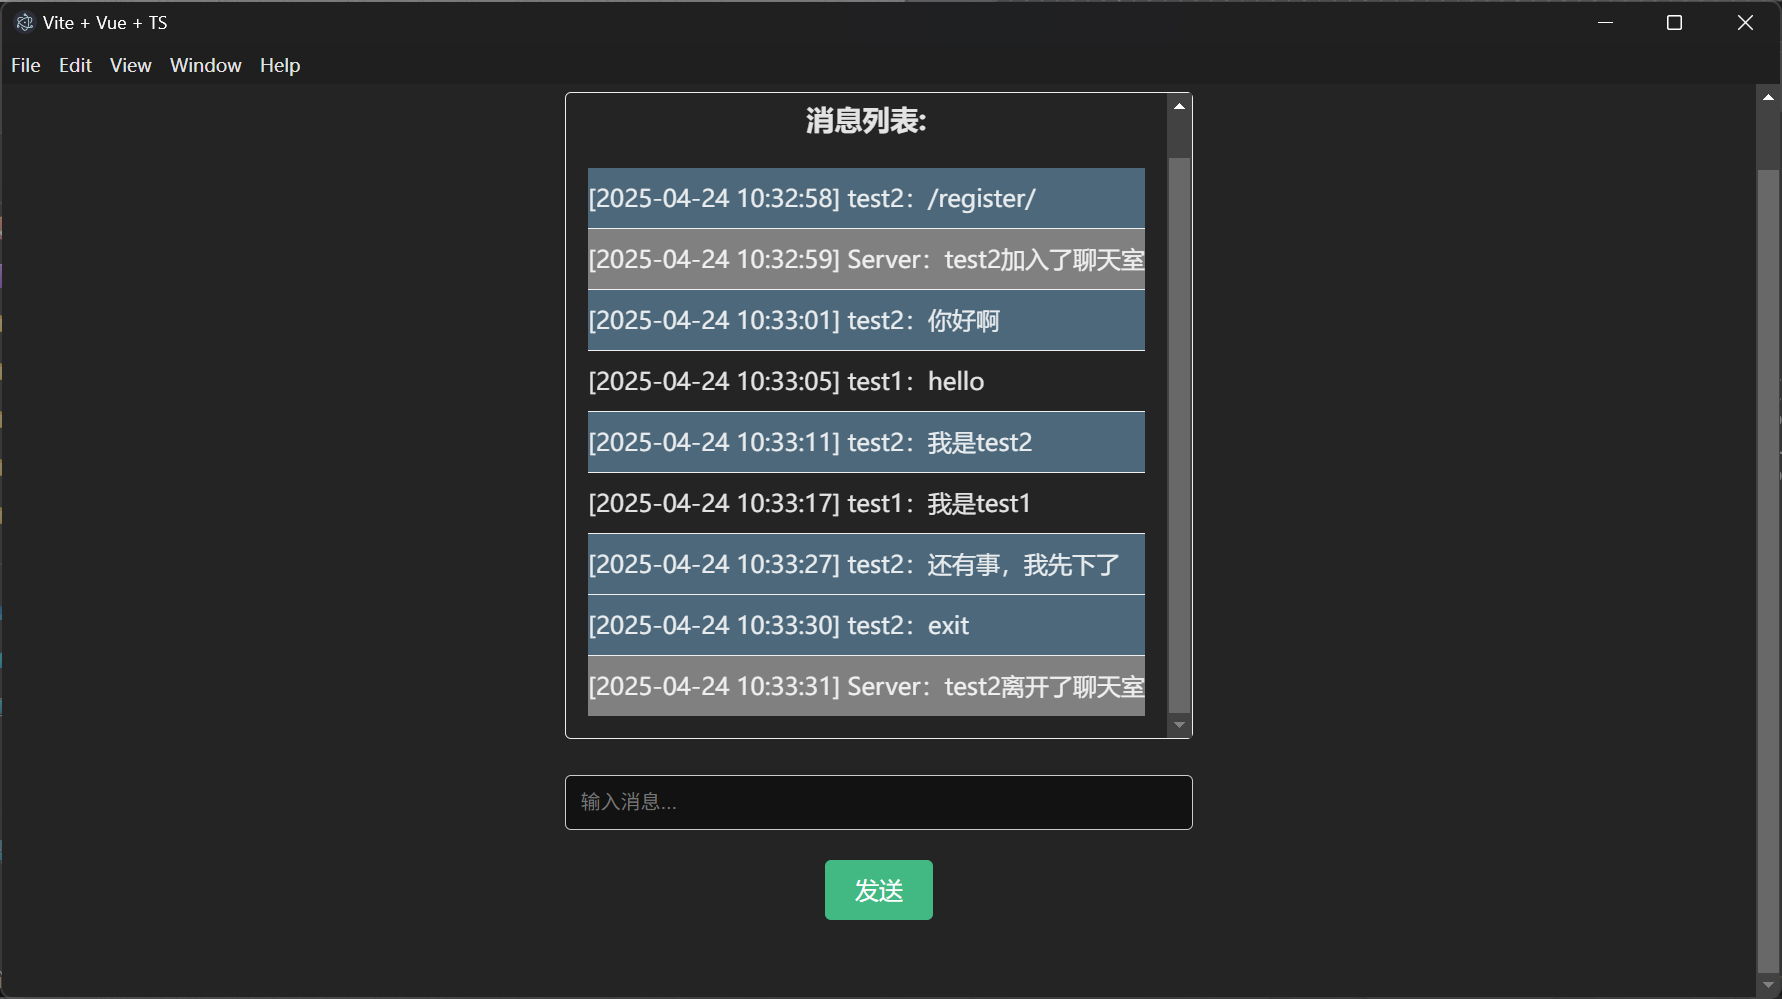 Vite + Vue + TS
File Edit View Window Help
消息列表:
[2025-04-24 10:32:58] test2：/register/
[2025-04-24 10:32:59] Server：test2加入了聊天室
[2025-04-24 10:33:01] test2：你好啊
[2025-04-24 10:33:05] test1：hello
[2025-04-24 10:33:11] test2：我是test2
[2025-04-24 10:33:17] test1：我是test1
[2025-04-24 10:33:27] test2：还有事，我先下了
[2025-04-24 10:33:30] test2：exit
[2025-04-24 10:33:31] Server：test2离开了聊天室
输入消息...
发送